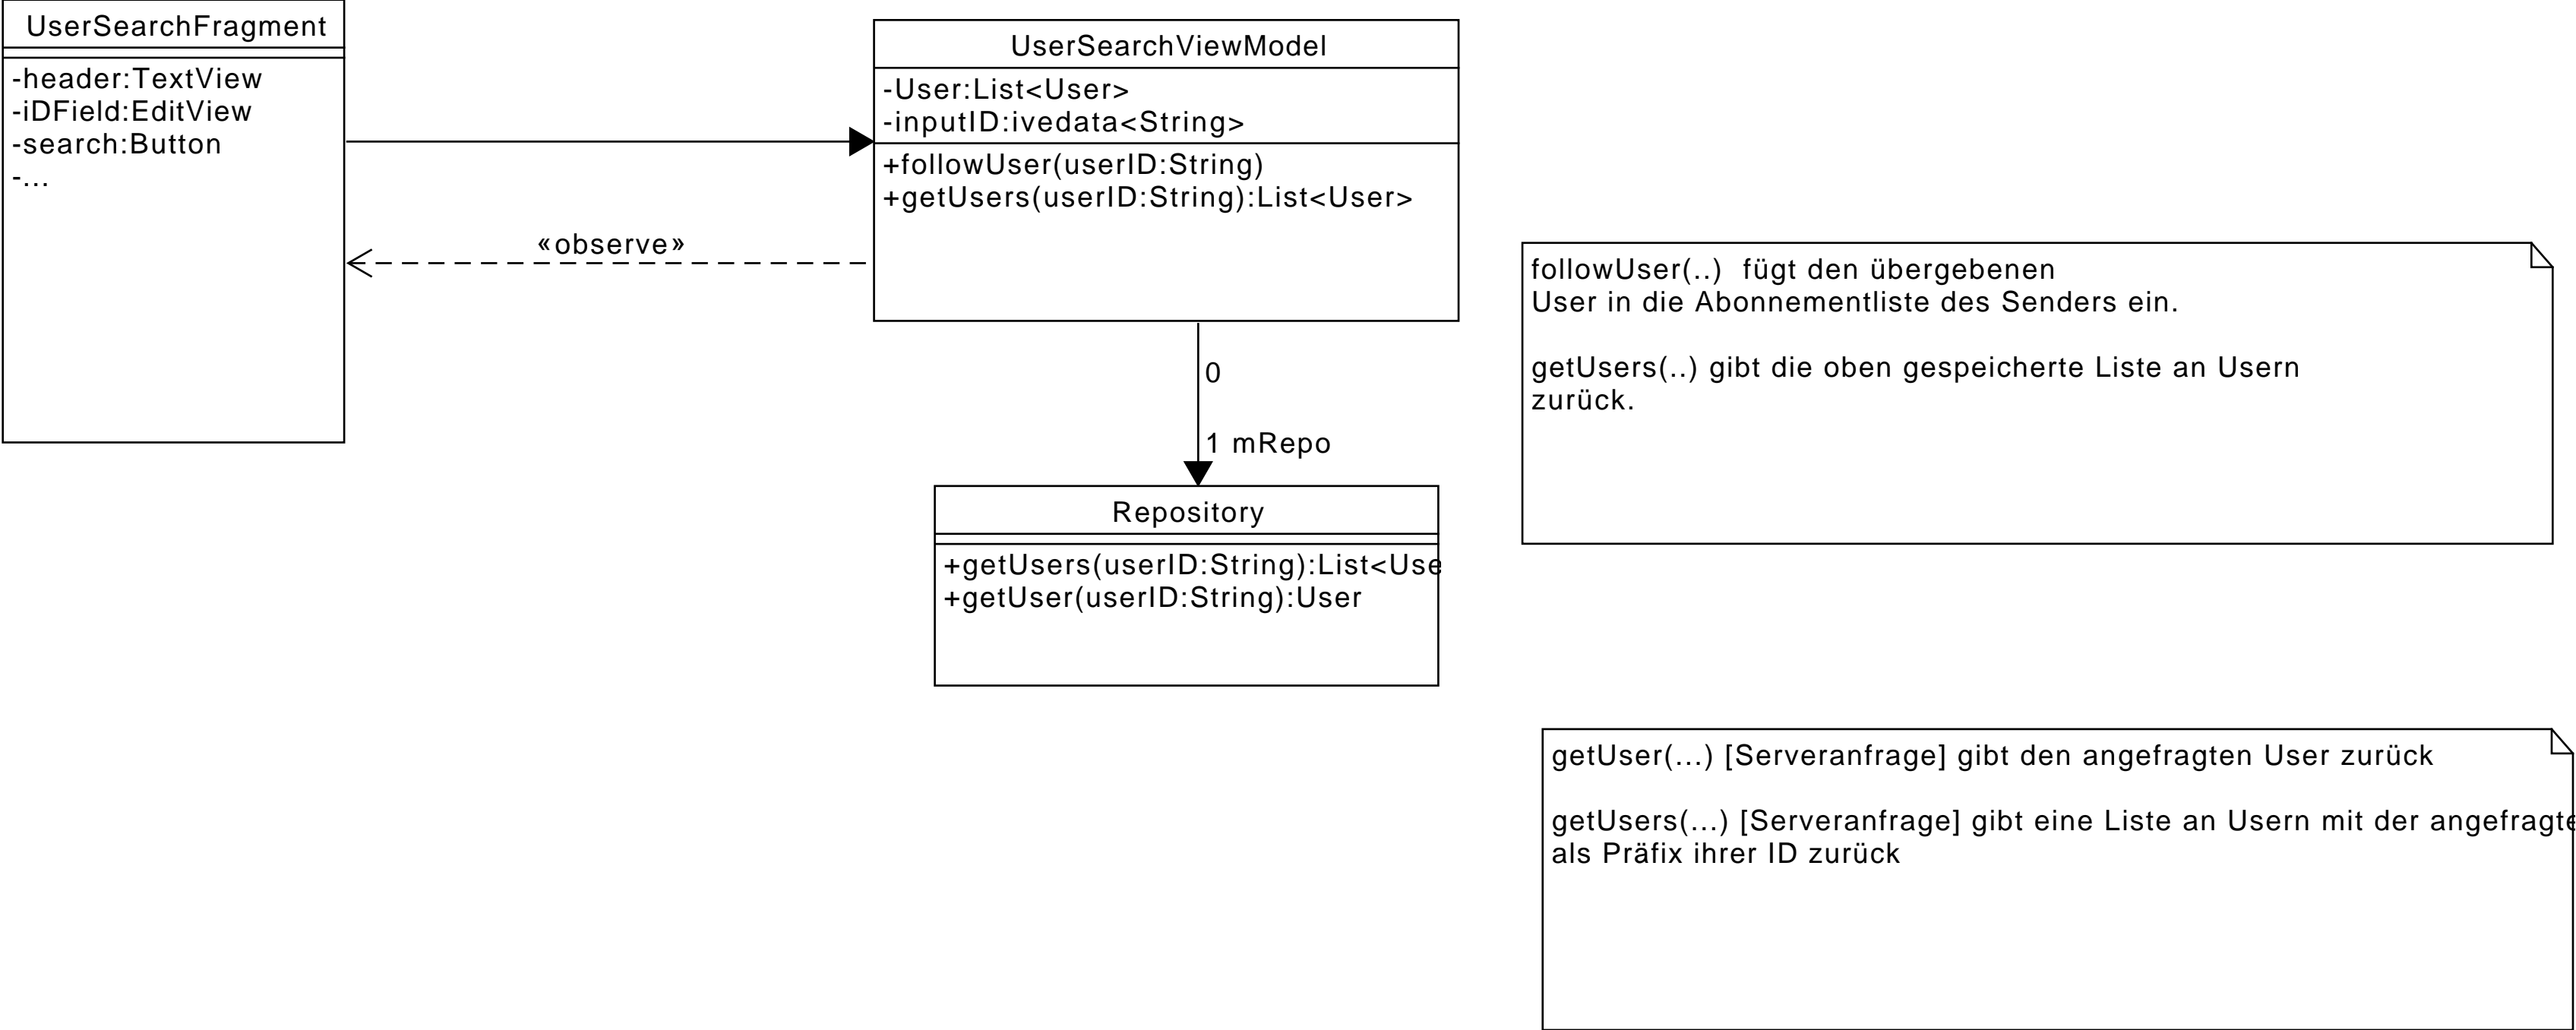 UserSearchFragment
-header:TextView
-iDField:EditView
-search:Button
-...
UserSearchViewModel
-User:List<User>
-inputID:ivedata<String>
+followUser(userID:String)
+getUsers(userID:String):List<User>
«observe»
0
1 mRepo
Repository
+getUsers(userID:String):List<Use
+getUser(userID:String):User
followUser(..)  fügt den übergebenen
User in die Abonnementliste des Senders ein.
getUsers(..) gibt die oben gespeicherte Liste an Usern
zurück.
getUser(...) [Serveranfrage] gibt den angefragten User zurück
getUsers(...) [Serveranfrage] gibt eine Liste an Usern mit der angefragte
als Präfix ihrer ID zurück